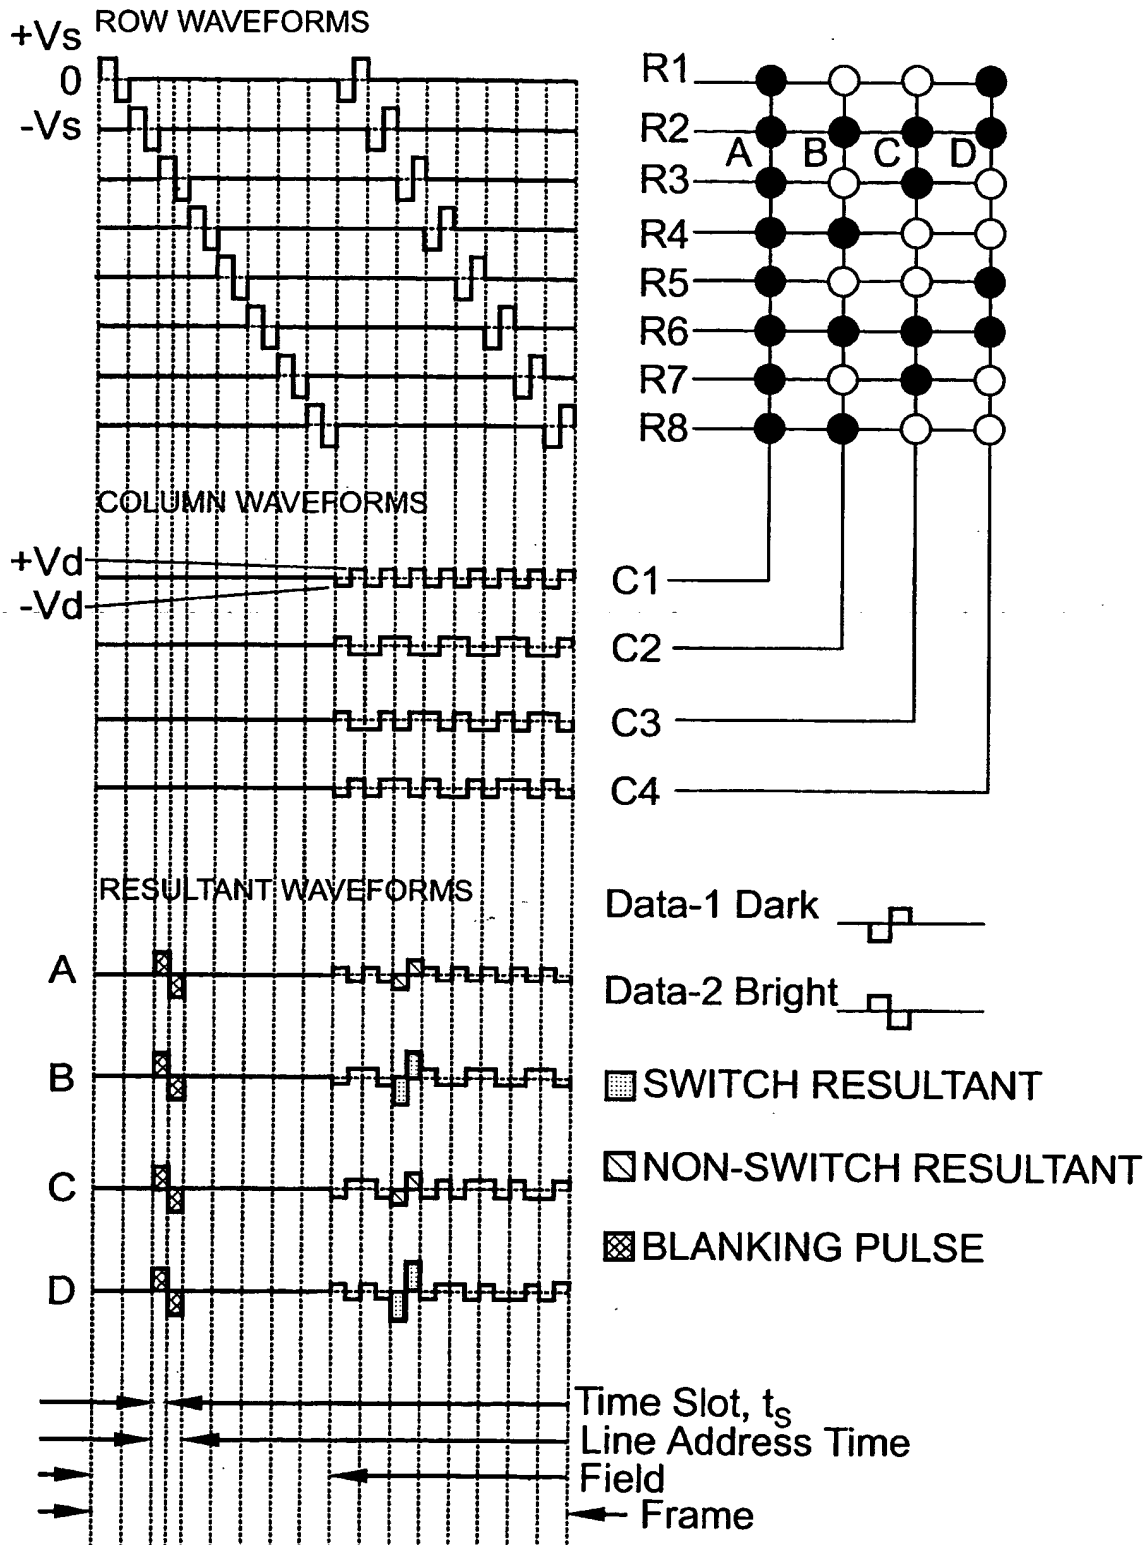 ROW WAVEFORMS
+Vs
0
-Vs
R1
R2
A B C D
R3
R4
R5
R6
R7
R8
COLUMN WAVEFORMS
+Vd
-Vd
C1
C2
C3
C4
RESULTANT WAVEFORMS
A
B
C
D
Data-1 Dark
Data-2 Bright
SWITCH RESULTANT
NON-SWITCH RESULTANT
BLANKING PULSE
Time Slot, tS
Line Address Time
Field
Frame